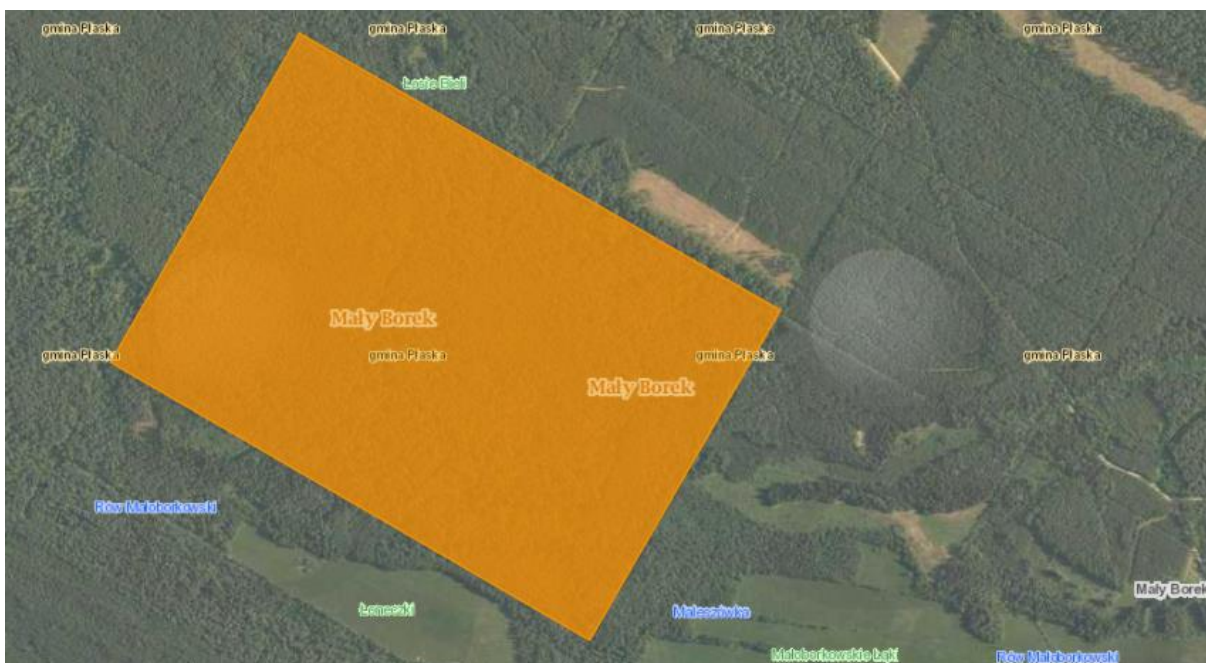 gmina Płaska gmina Płaska gmina Płaska gmina Płaska
Łosie Bieli
Mały Borek
gmina Płaska gmina Płaska gmina Płaska gmina Płaska
Mały Borek
Rów Małoborkowski
Mały Borek
Łoneczki
Maleszówka
Małoborkowskie Łąki
Rów Małoborkowski